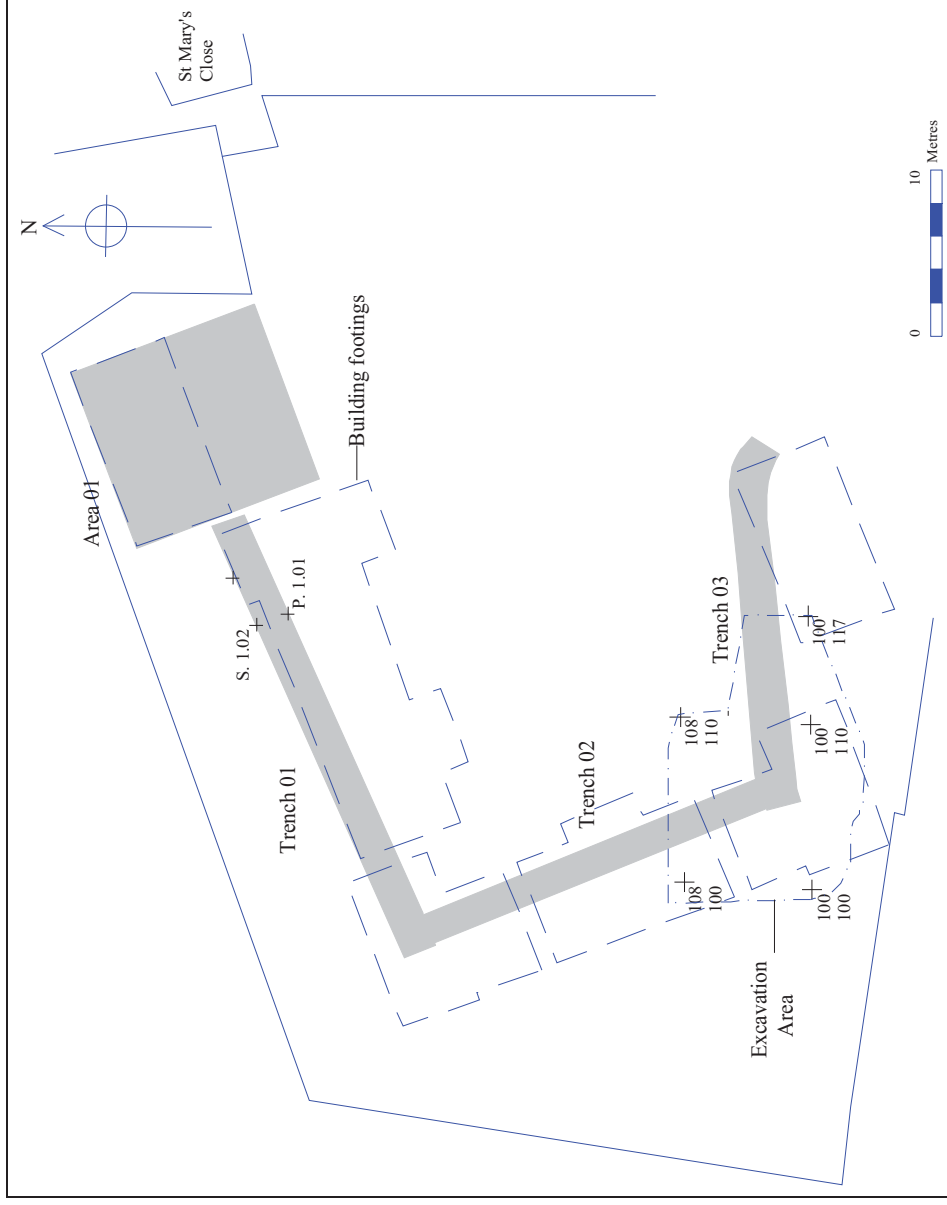 St Mary's
Close
N
Area 01
Building footings
S. 1.02
P. 1.01
Trench 01
Trench 03
Trench 02
108
110
100
117
100
110
108
100
100
100
Excavation
Area
0
10
Metres